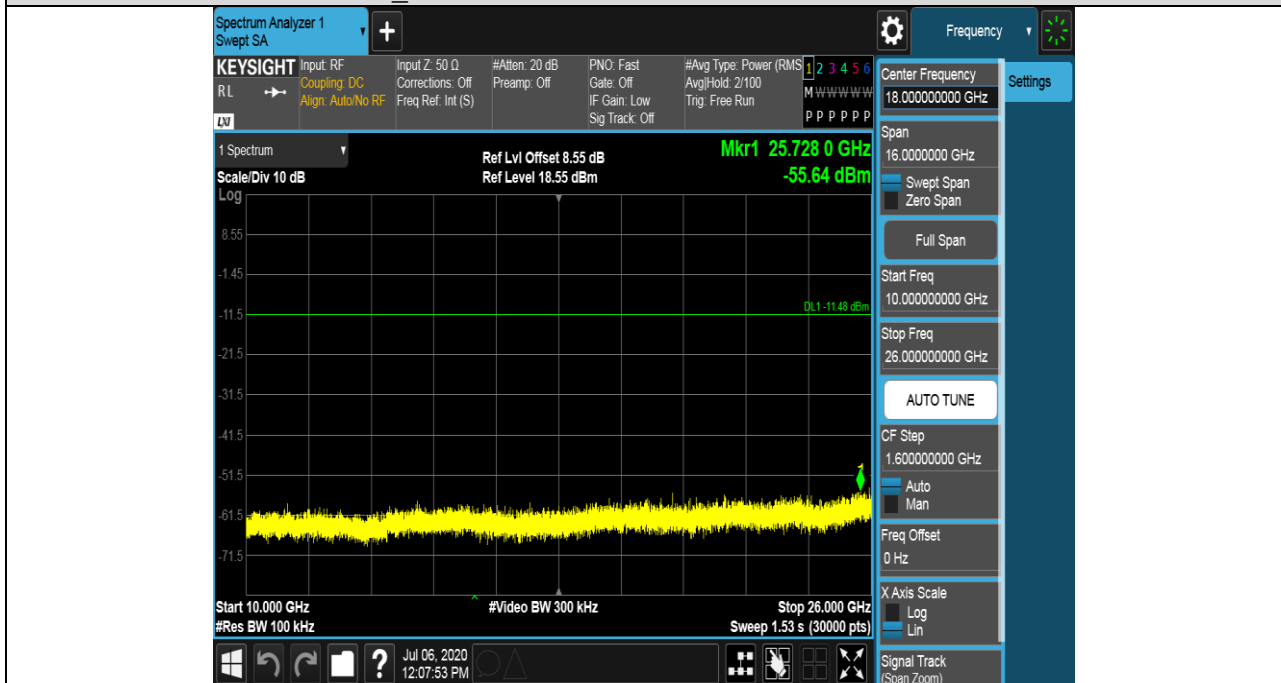 Spectrum Analyzer 1
Swept SA
Frequency
KEYSIGHT
RL
LXI
Input: RF
Coupling: DC
Align: Auto/No RF
Input Z: 50 Ω
Corrections: Off
Freq Ref: Int (S)
#Atten: 20 dB
Preamp: Off
PNO: Fast
Gate: Off
IF Gain: Low
Sig Track: Off
#Avg Type: Power (RMS
Avg|Hold: 2/100
Trig: Free Run
1 2 3 4 5 6
M W W W W W
P P P P P P
1 Spectrum
Scale/Div 10 dB
Log
Ref Lvl Offset 8.55 dB
Ref Level 18.55 dBm
Mkr1 25.728 0 GHz
-55.64 dBm
8.55
-1.45
-11.5
-21.5
-31.5
-41.5
-51.5
-61.5
-71.5
DL1 -11.48 dBm
1
Start 10.000 GHz
#Res BW 100 kHz
#Video BW 300 kHz
Stop 26.000 GHz
Sweep 1.53 s (30000 pts)
Jul 06, 2020
12:07:53 PM
Center Frequency
18.000000000 GHz
Span
16.0000000 GHz
Swept Span
Zero Span
Full Span
Start Freq
10.000000000 GHz
Stop Freq
26.000000000 GHz
AUTO TUNE
CF Step
1.600000000 GHz
Auto
Man
Freq Offset
0 Hz
X Axis Scale
Log
Lin
Signal Track
(Span Zoom)
Settings